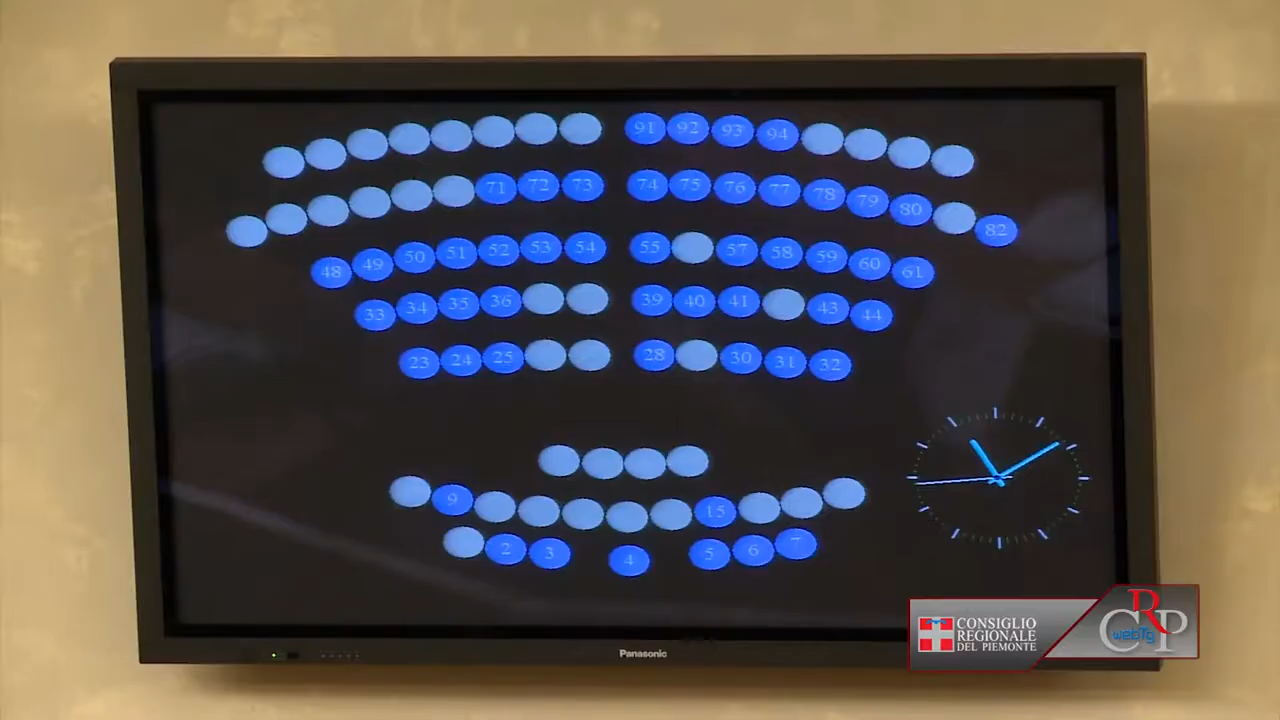 91 92 93 94
71 72 73 74 75 76 77 78 79 80 82
48 49 50 51 52 53 54 55 57 58 59 60 61
33 34 35 36 39 40 41 43 44
23 24 25 28 30 31 32
9 15
2 3 4 5 6 7
Panasonic
CONSIGLIO
REGIONALE
DEL PIEMONTE
CRP
webTg